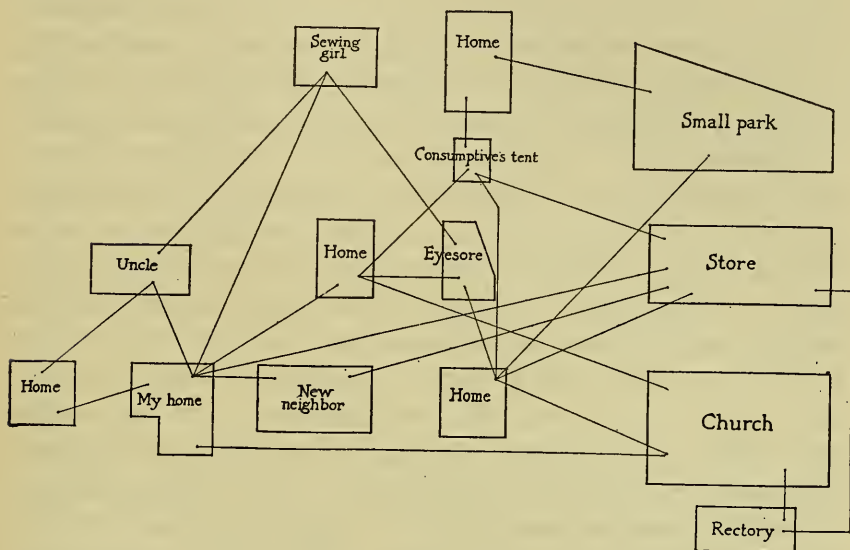 Sewing
girl
Home
Small park
Consumptive's tent
Uncle
Home
Eyesore
Store
Home
My home
New
neighbor
Home
Church
Rectory